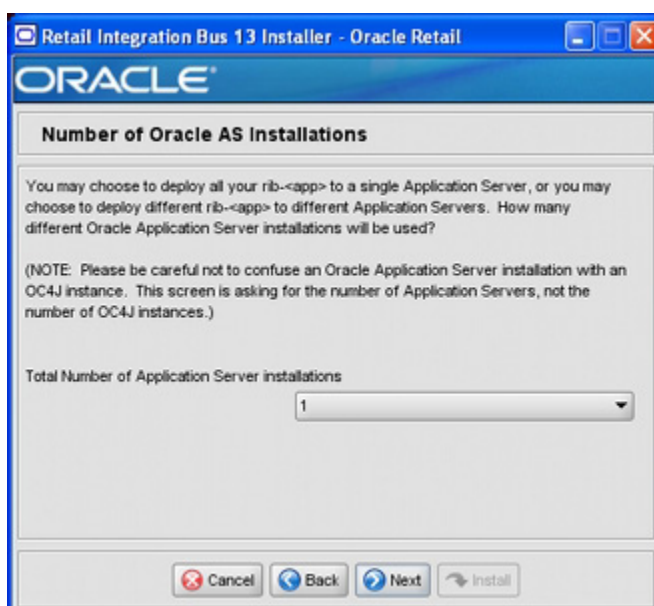 Retail Integration Bus 13 Installer - Oracle Retail
ORACLE®
Number of Oracle AS Installations
You may choose to deploy all your rib-<app> to a single Application Server, or you may
choose to deploy different rib-<app> to different Application Servers. How many
different Oracle Application Server installations will be used?
(NOTE: Please be careful not to confuse an Oracle Application Server installation with an
OC4J instance. This screen is asking for the number of Application Servers, not the
number of OC4J instances.)
Total Number of Application Server installations
1
Cancel Back Next Install